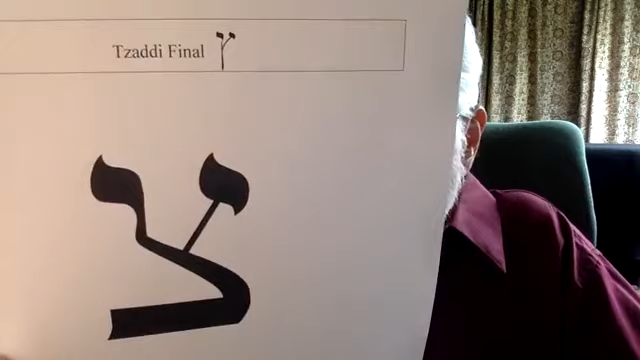 Tzaddi Final ץ
צ